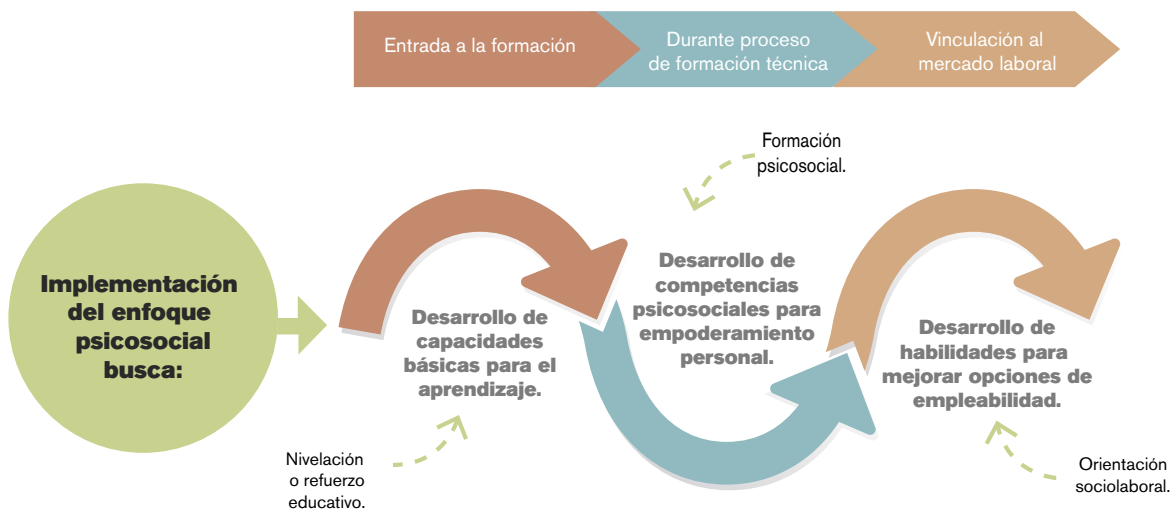 Entrada a la formación
Durante proceso
de formación técnica
Vinculación al
mercado laboral
Formación
psicosocial.
Implementación
del enfoque
psicosocial
busca:
Desarrollo de
capacidades
básicas para el
aprendizaje.
Desarrollo de
competencias
psicosociales para
empoderamiento
personal.
Desarrollo de
habilidades para
mejorar opciones de
empleabilidad.
Nivelación
o refuerzo
educativo.
Orientación
sociolaboral.